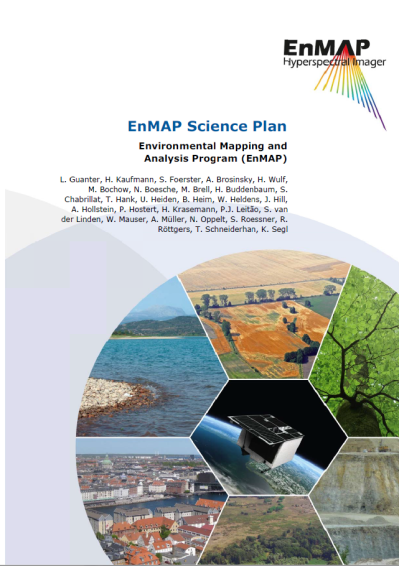 EnMAP
Hyperspectral Imager
EnMAP Science Plan
Environmental Mapping and
Analysis Program (EnMAP)
L. Guanter, H. Kaufmann, S. Foerster, A. Brosinsky, H. Wulf,
M. Bochow, N. Boesche, M. Brell, H. Buddenbaum, S.
Chabrillat, T. Hank, U. Heiden, B. Heim, W. Heldens, J. Hill,
A. Hollstein, P. Hostert, H. Krasemann, P.J. Leitão, S. van
der Linden, W. Mauser, A. Müller, N. Oppelt, S. Roessner, R.
Röttgers, T. Schneiderhan, K. Segl